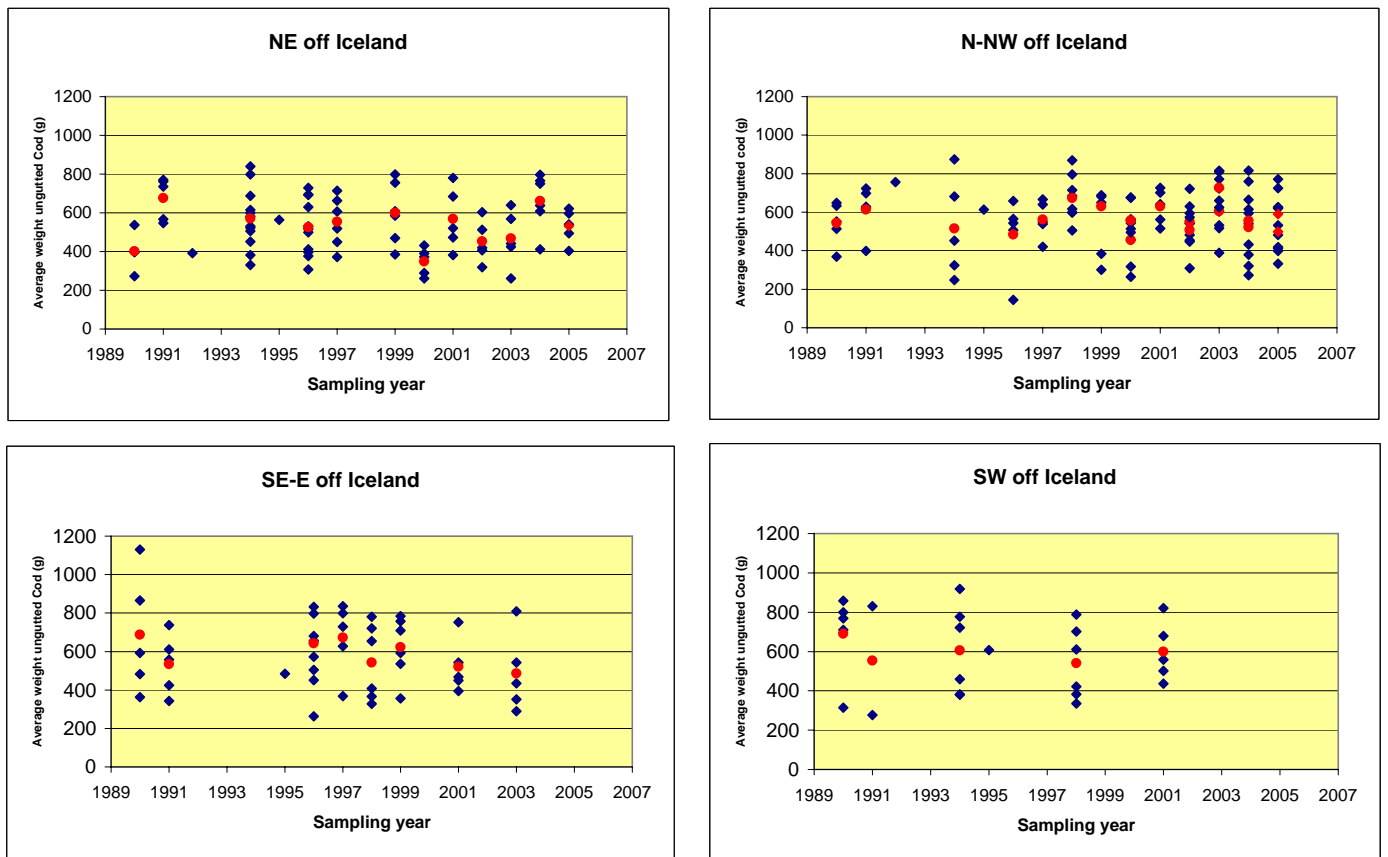 NE off Iceland
Average weight ungutted Cod (g)
1200
1000
800
600
400
200
0
1989 1991 1993 1995 1997 1999 2001 2003 2005 2007
Sampling year
N-NW off Iceland
Average weight ungutted cod (g)
1200
1000
800
600
400
200
0
1989 1991 1993 1995 1997 1999 2001 2003 2005 2007
Sampling year
SE-E off Iceland
Average weight ungutted Cod (g)
1200
1000
800
600
400
200
0
1989 1991 1993 1995 1997 1999 2001 2003 2005 2007
Sampling year
SW off Iceland
Average weight ungutted Cod (g)
1200
1000
800
600
400
200
0
1989 1991 1993 1995 1997 1999 2001 2003 2005 2007
Sampling year